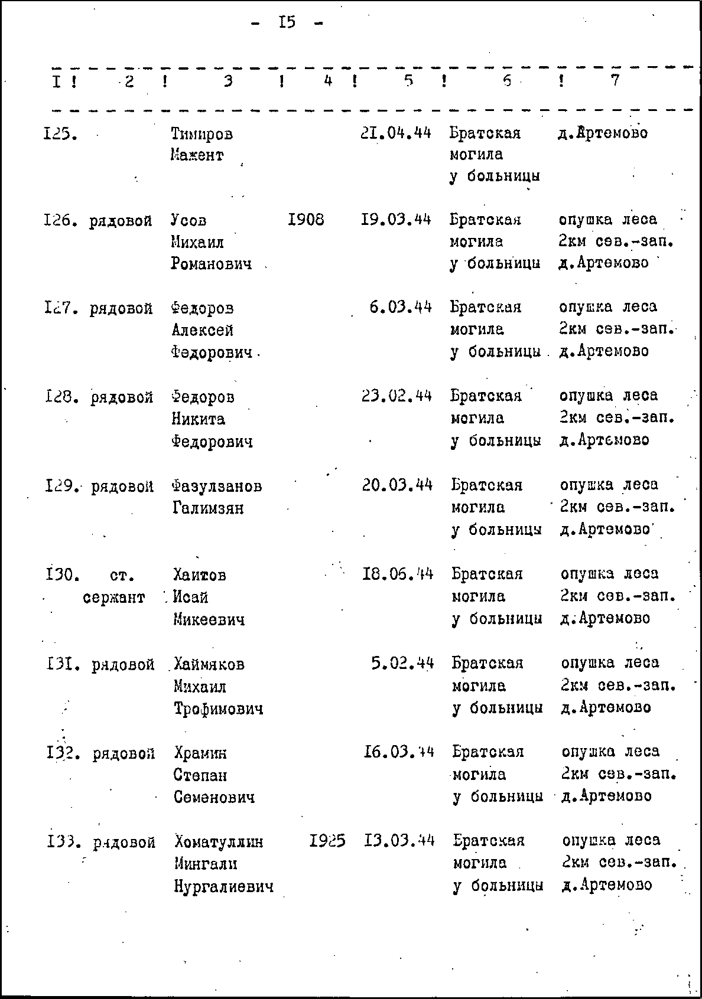 - I5 -
I ! 2 ! 3 ! 4 ! 5 ! 6 ! 7
I25. Тимиров 21.04.44 Братская д.Артемово
Мажент могила
у больницы
I26. рядовой Усов I908 I9.03.44 Братская опушка леса
Михаил могила 2км сев.-зап.
Романович у больницы д.Артемово
I27. рядовой Федоров 6.03.44 Братская опушка леса
Алексей могила 2км сев.-зап.
Федорович у больницы д.Артемово
I28. рядовой Федоров 23.02.44 Братская опушка леса
Никита могила 2км сев.-зап.
Федорович у больницы д.Артемово
I29. рядовой Фазулзанов 20.03.44 Братская опушка леса
Галимзян могила 2км сев.-зап.
у больницы д.Артемово
I30. ст. Хаитов I8.06.44 Братская опушка леса
сержант Исай могила 2км сев.-зап.
Микеевич у больницы д.Артемово
I3I. рядовой Хаймяков 5.02.44 Братская опушка леса
Михаил могила 2км сев.-зап.
Трофимович у больницы д.Артемово
I32. рядовой Храмин I6.03.44 Братская опушка леса
Степан могила 2км сев.-зап.
Семенович у больницы д.Артемово
I33. рядовой Хоматуллин I925 I3.03.44 Братская опушка леса
Мингали могила 2км сев.-зап.
Нургалиевич у больницы д.Артемово